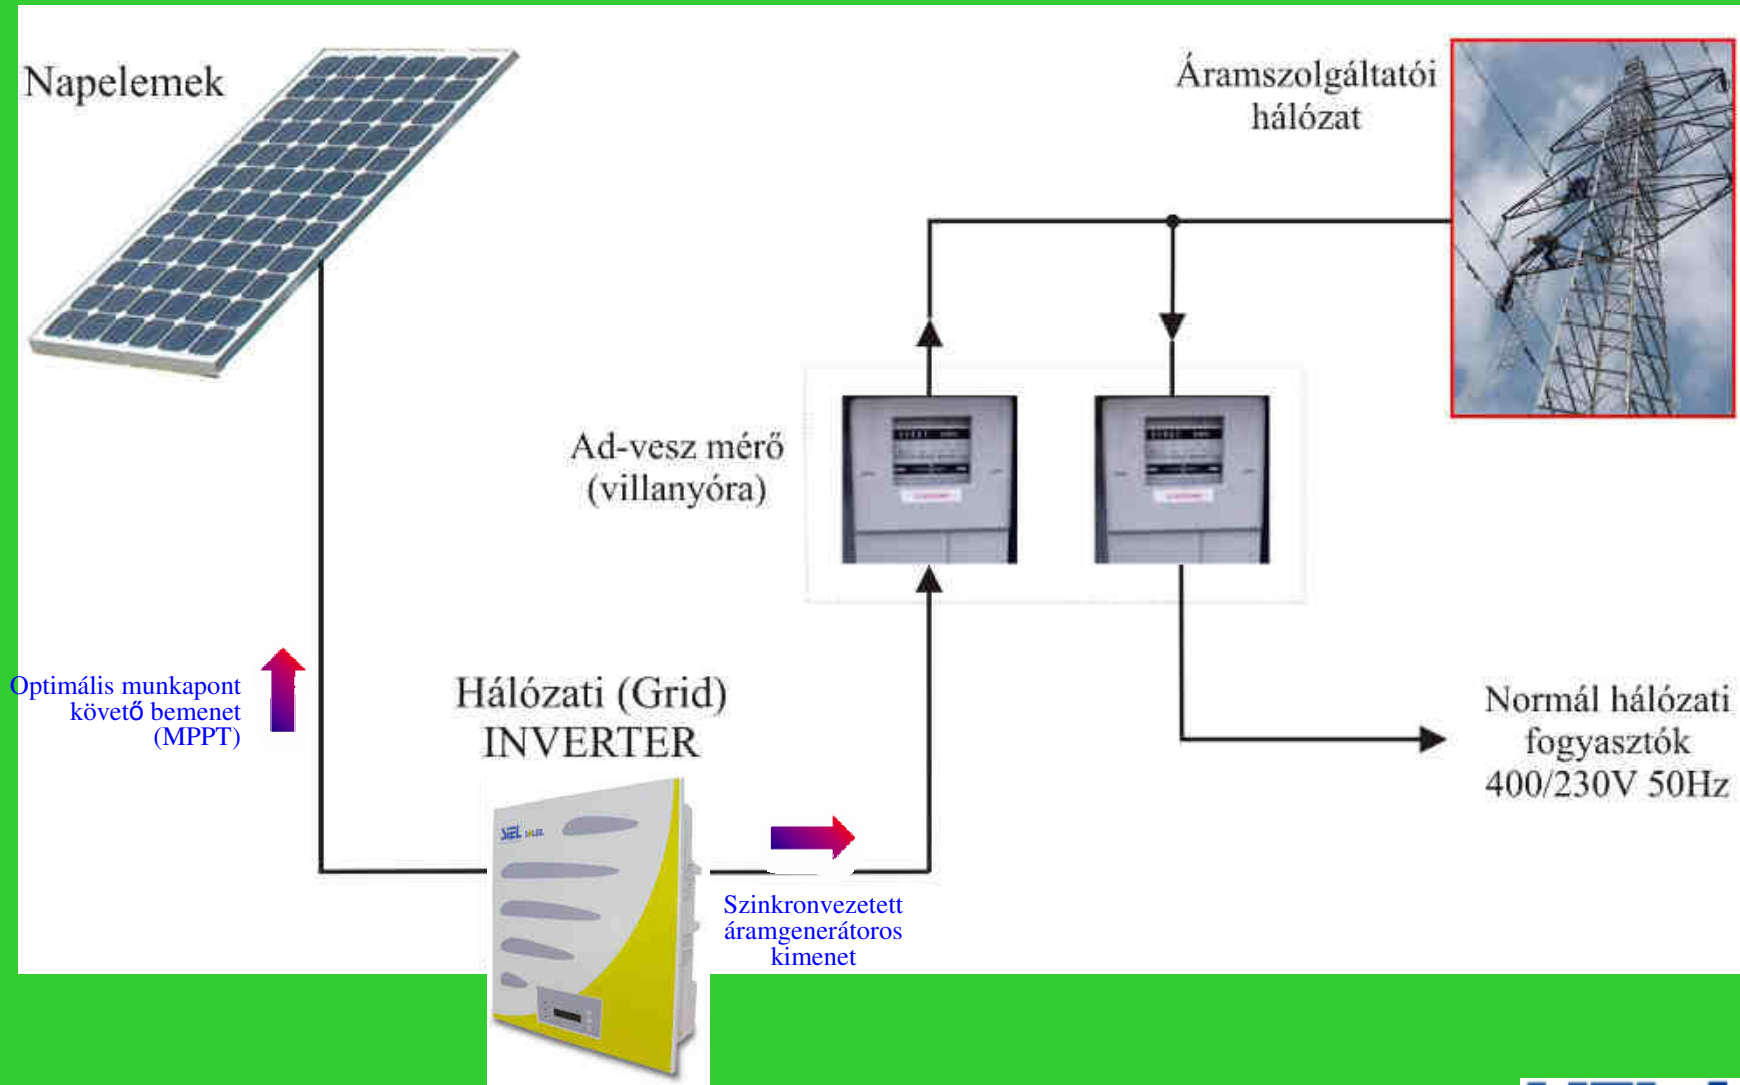 Napelemek
Áramszolgáltatói
hálózat
Ad-vesz mérő
(villanyóra)
Optimális munkapont
követő bemenet
(MPPT)
Hálózati (Grid)
INVERTER
Normál hálózati
fogyasztók
400/230V 50Hz
SIEL
Szinkronvezetett
áramgenerátoros
kimenet